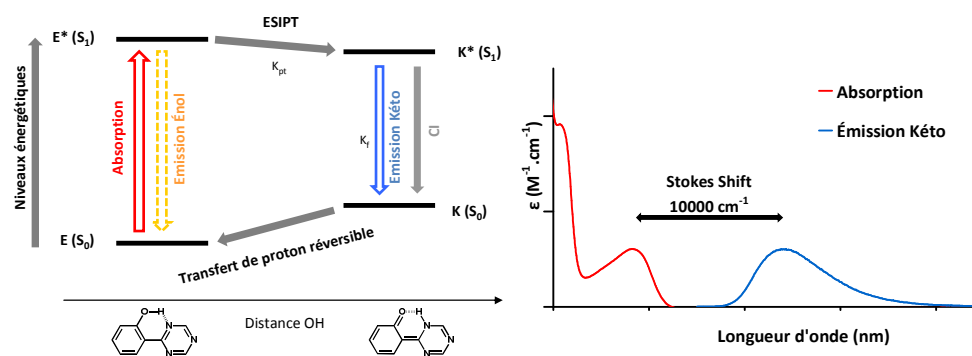 ESIPT
E* (S₁)
K* (S₁)
Kpt
Niveaux énergétiques
Absorption
Emission Énol
Kf
Emission Kéto
CI
E (S₀)
K (S₀)
Transfert de proton réversible
Distance OH
O H
N
N
N
O H
N
N
N
ε (M⁻¹.cm⁻¹)
Absorption
Émission Kéto
Stokes Shift
10000 cm⁻¹
Longueur d'onde (nm)